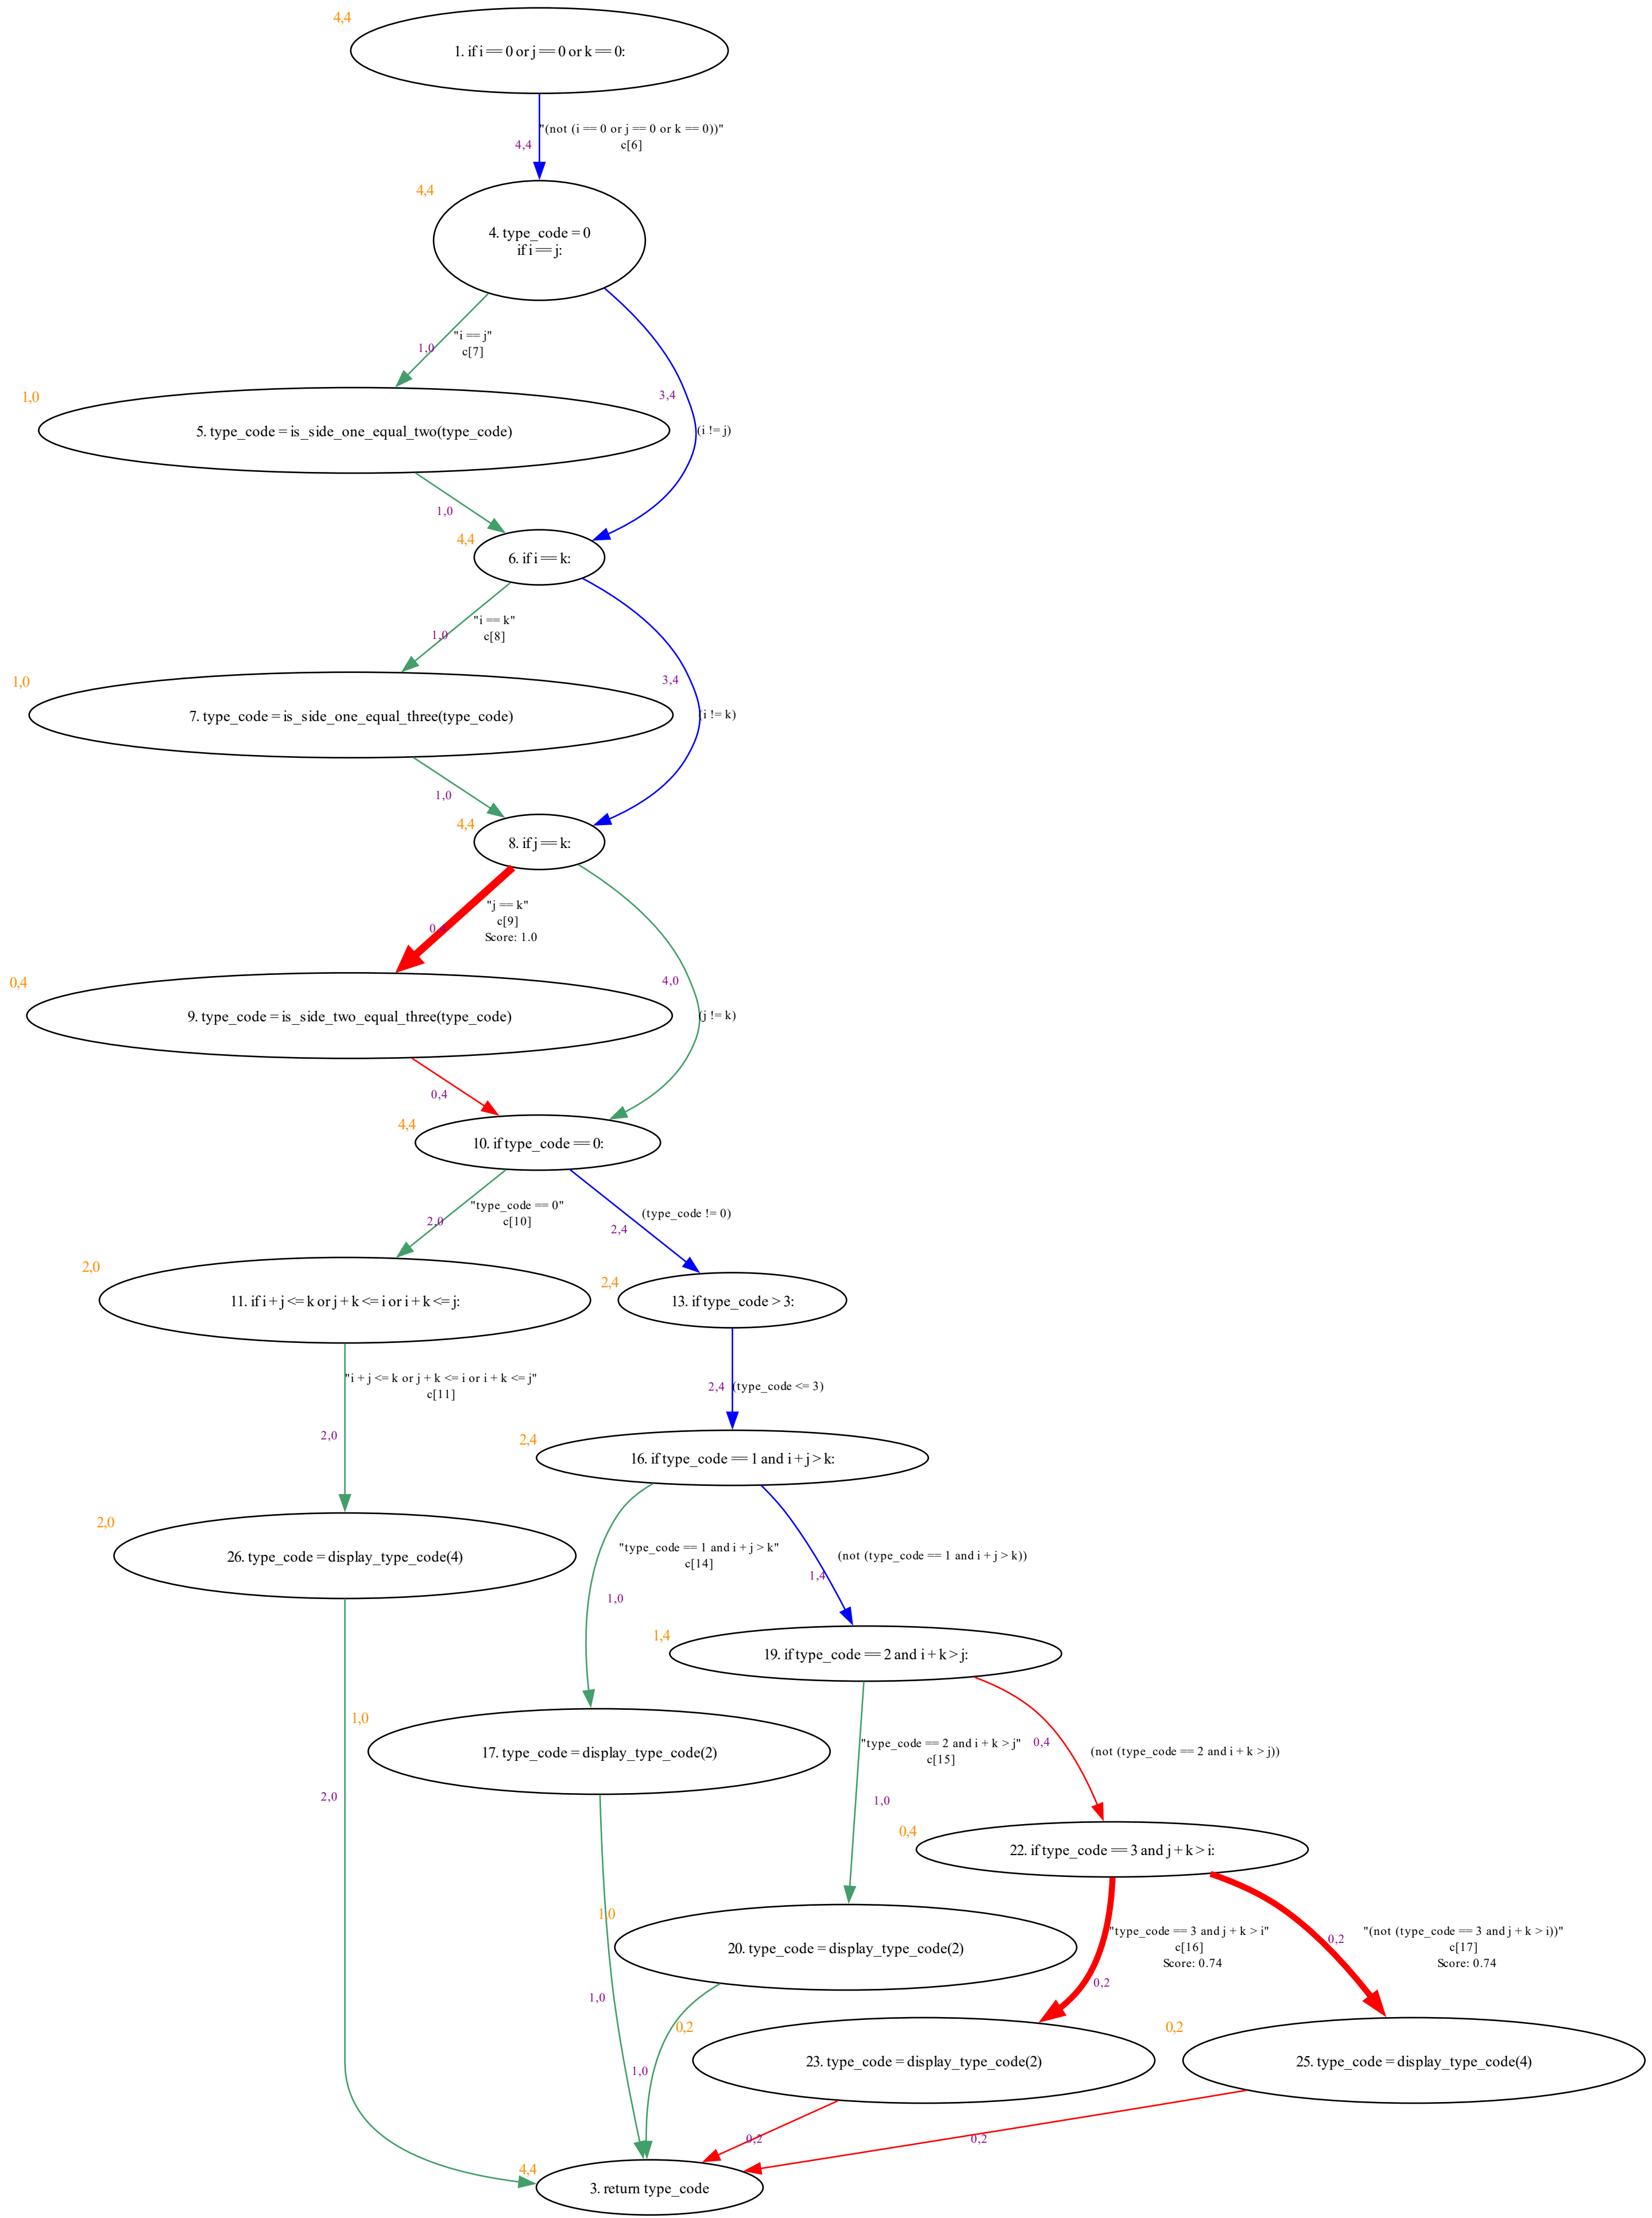 4,4
1. if i == 0 or j == 0 or k == 0:
"(not (i == 0 or j == 0 or k == 0))"
c[6]
4,4
4,4
4. type_code = 0
if i == j:
"i == j"
c[7]
1,0
3,4
(i != j)
1,0
5. type_code = is_side_one_equal_two(type_code)
1,0
4,4
6. if i == k:
"i == k"
c[8]
1,0
3,4
(i != k)
1,0
7. type_code = is_side_one_equal_three(type_code)
1,0
4,4
8. if j == k:
"j == k"
c[9]
Score: 1.0
4,0
(j != k)
0,4
9. type_code = is_side_two_equal_three(type_code)
0,4
4,4
10. if type_code == 0:
"type_code == 0"
c[10]
2,0
(type_code != 0)
2,4
2,0
11. if i + j <= k or j + k <= i or i + k <= j:
2,4
13. if type_code > 3:
"i + j <= k or j + k <= i or i + k <= j"
c[11]
2,0
2,4
(type_code <= 3)
2,4
16. if type_code == 1 and i + j > k:
2,0
26. type_code = display_type_code(4)
"type_code == 1 and i + j > k"
c[14]
1,0
(not (type_code == 1 and i + j > k))
1,4
1,4
19. if type_code == 2 and i + k > j:
1,0
17. type_code = display_type_code(2)
2,0
"type_code == 2 and i + k > j"
c[15]
1,0
0,4
(not (type_code == 2 and i + k > j))
0,4
22. if type_code == 3 and j + k > i:
1,0
20. type_code = display_type_code(2)
"type_code == 3 and j + k > i"
c[16]
Score: 0.74
0,2
0,2
"(not (type_code == 3 and j + k > i))"
c[17]
Score: 0.74
1,0
0,2
23. type_code = display_type_code(2)
0,2
25. type_code = display_type_code(4)
1,0
0,2
0,2
4,4
3. return type_code